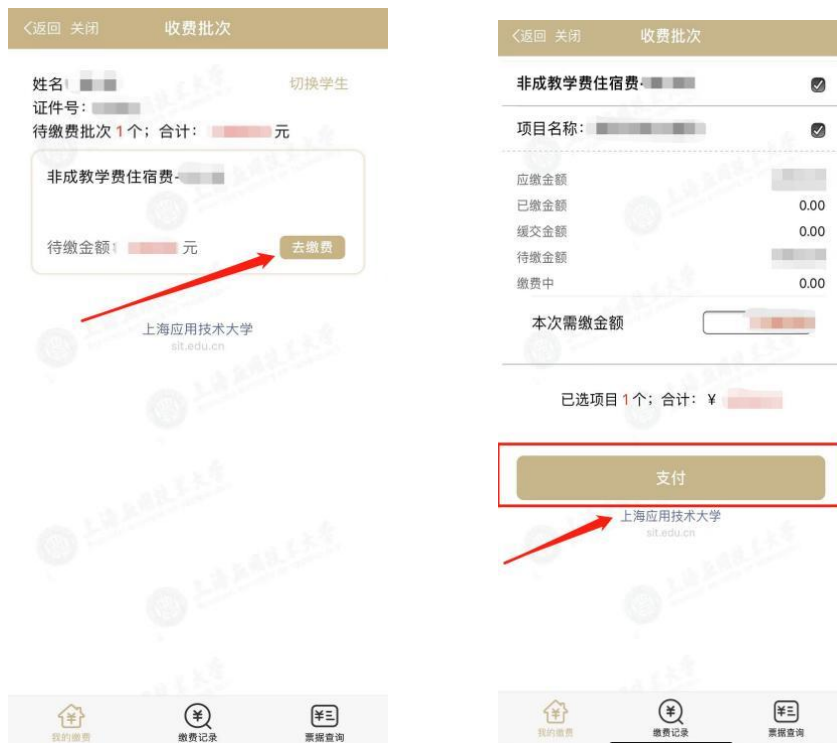 〈返回 关闭 收费批次
姓名
切换学生
证件号：
待缴费批次 1个；合计： 元
非成教学费住宿费-
待缴金额 元
去缴费
上海应用技术大学
sit.edu.cn
我的缴费 缴费记录 票据查询
〈返回 关闭 收费批次
非成教学费住宿费-
项目名称：
应缴金额
已缴金额 0.00
缓交金额 0.00
待缴金额
缴费中 0.00
本次需缴金额
已选项目 1个；合计： ¥
支付
上海应用技术大学
sit.edu.cn
我的缴费 缴费记录 票据查询